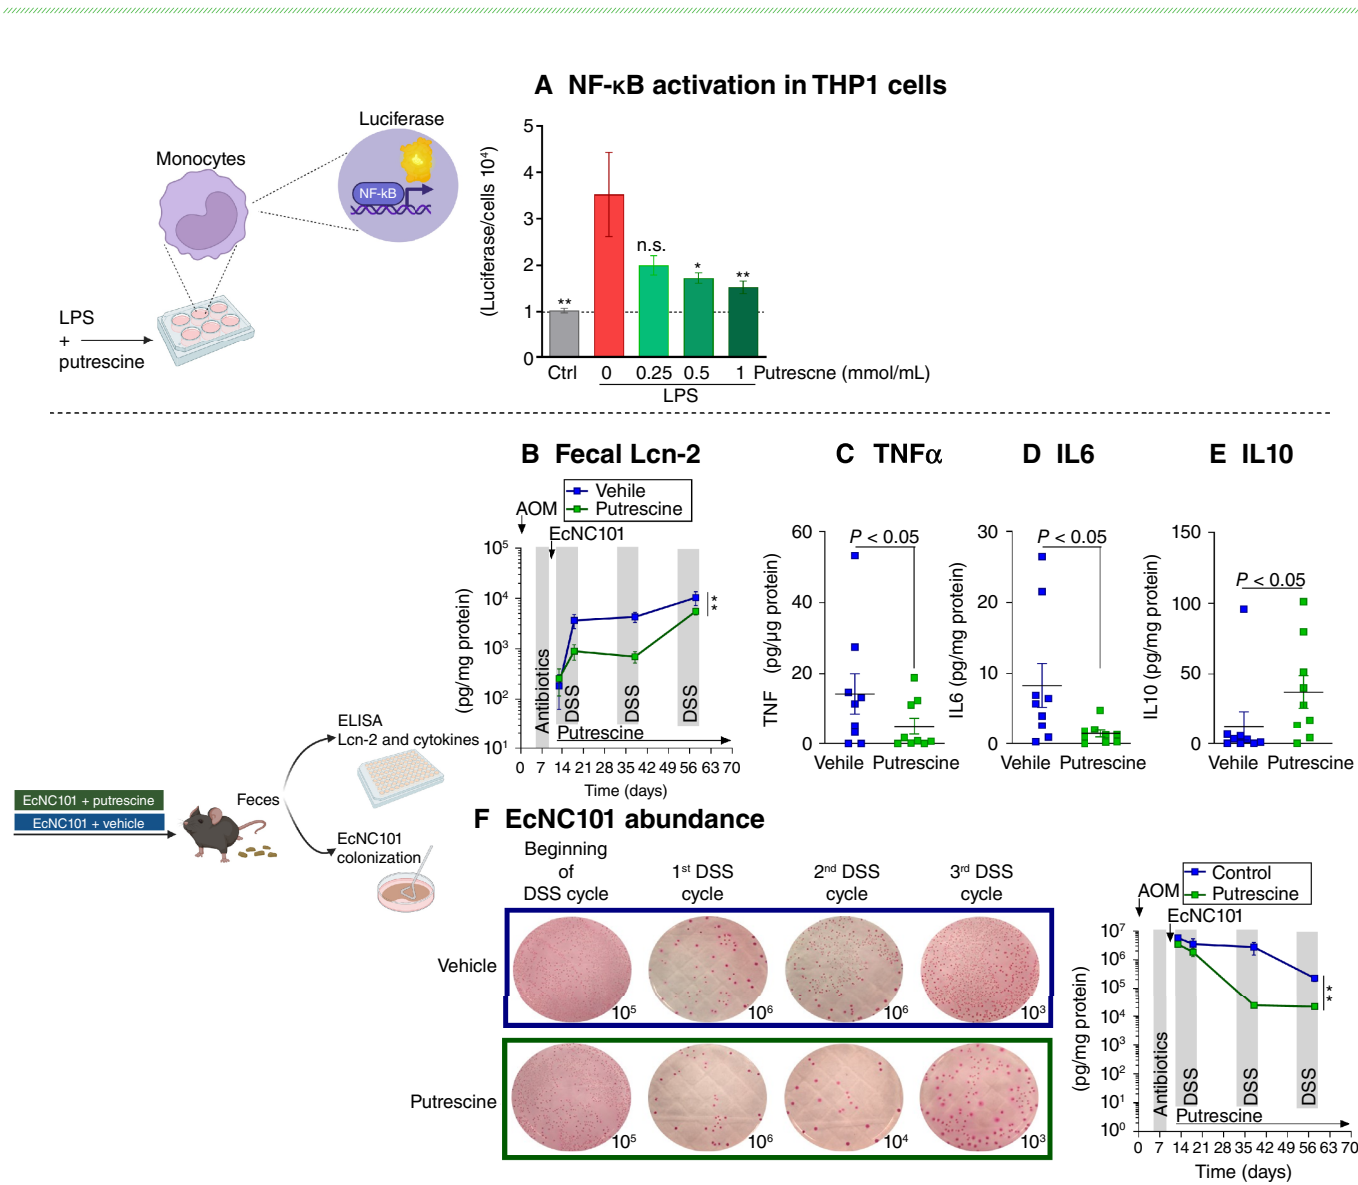 A NF-κB activation in THP1 cells
Luciferase
Monocytes
NF-kB
LPS
+
putrescine
(Luciferase/cells 10⁴)
5
4
3
2
1
0
**
n.s.
*
**
Ctrl 0 0.25 0.5 1 Putrescne (mmol/mL)
LPS
B Fecal Lcn-2
Vehile
Putrescine
AOM
EcNC101
(pg/mg protein)
10⁵
10⁴
10³
10²
10¹
Antibiotics
DSS
DSS
DSS
Putrescine
**
0 7 14 21 28 35 42 49 56 63 70
Time (days)
C TNFα
TNF (pg/μg protein)
60
40
20
0
P < 0.05
Vehile Putrescine
D IL6
IL6 (pg/mg protein)
30
20
10
0
P < 0.05
Vehile Putrescine
E IL10
IL10 (pg/mg protein)
150
100
50
0
P < 0.05
Vehile Putrescine
EcNC101 + putrescine
EcNC101 + vehicle
Feces
ELISA
Lcn-2 and cytokines
EcNC101
colonization
F EcNC101 abundance
Beginning
of
DSS cycle
1st DSS
cycle
2nd DSS
cycle
3rd DSS
cycle
Vehicle
10⁵ 10⁶ 10⁶ 10³
Putrescine
10⁵ 10⁶ 10⁴ 10³
Control
Putrescine
AOM
EcNC101
(pg/mg protein)
10⁷
10⁶
10⁵
10⁴
10³
10²
10¹
10⁰
Antibiotics
DSS
DSS
DSS
Putrescine
**
0 7 14 21 28 35 42 49 56 63 70
Time (days)